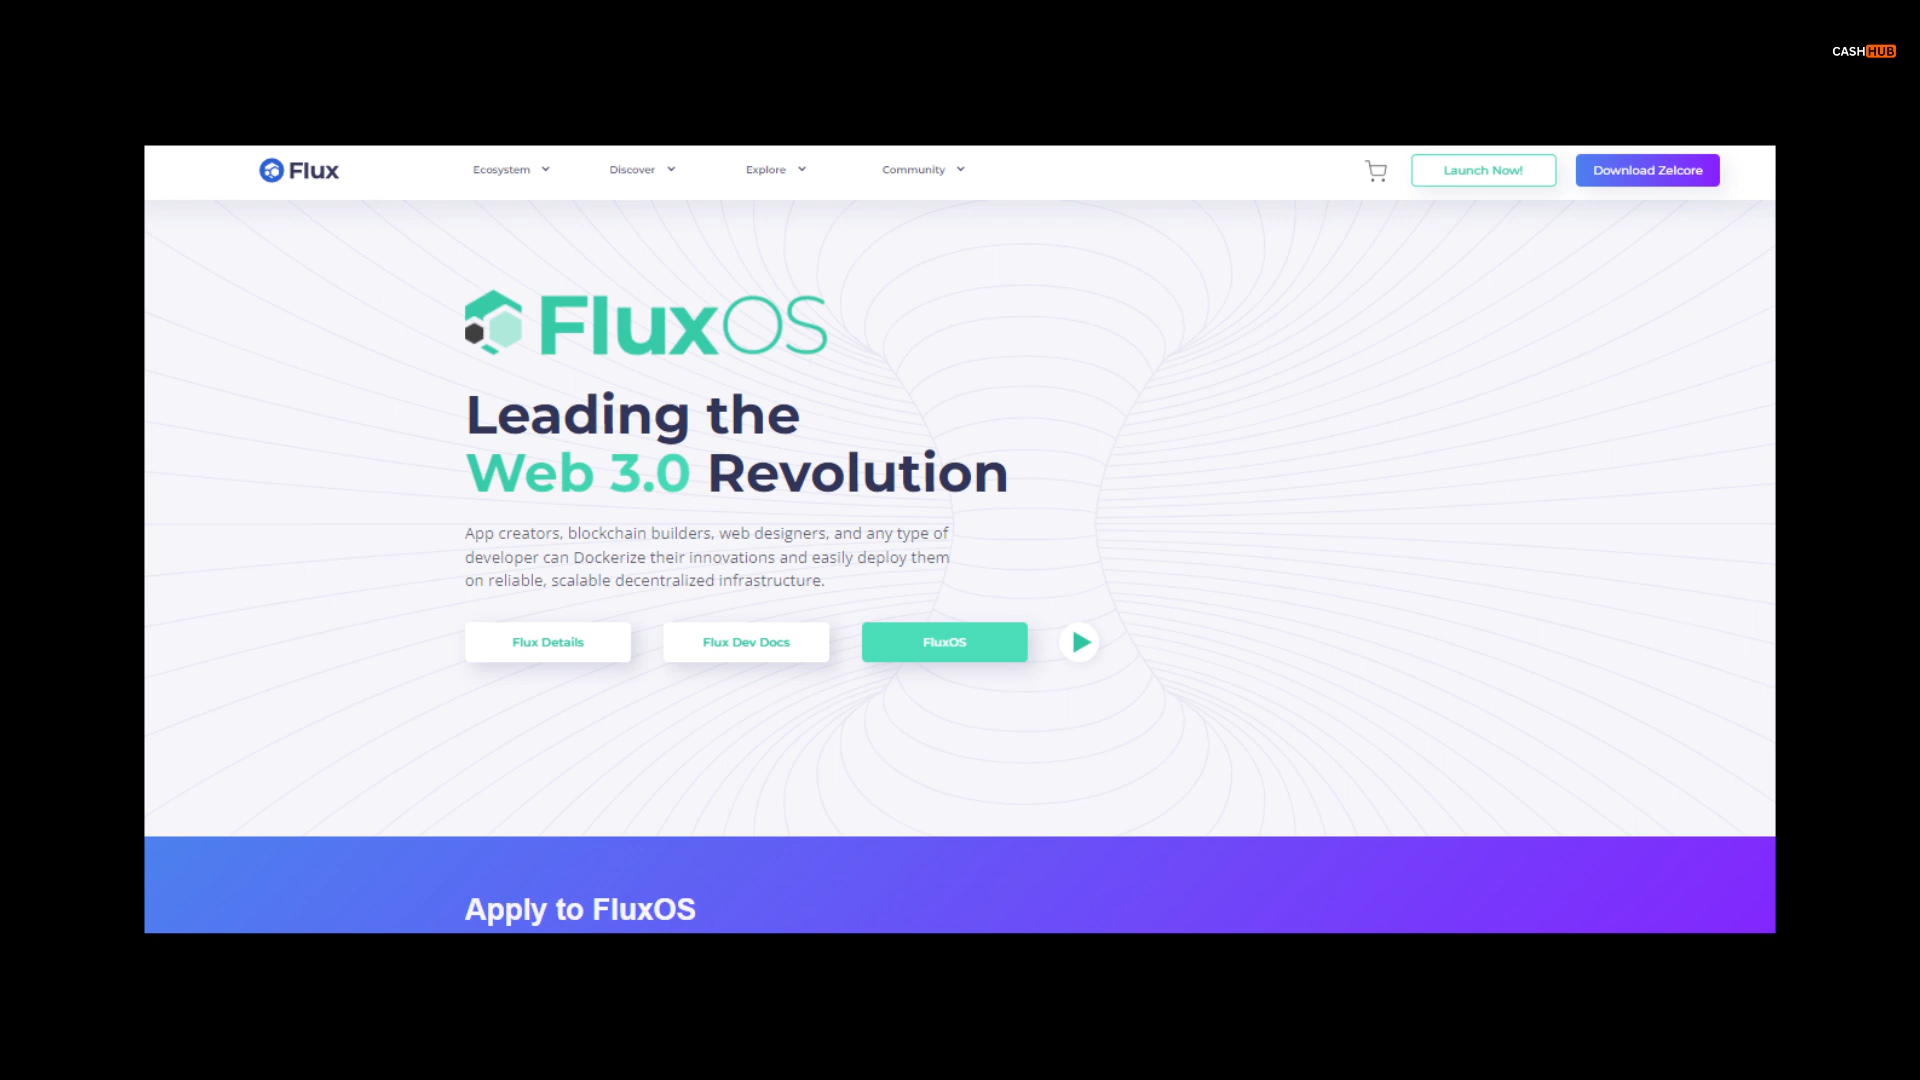 CASHHUB
Flux
Ecosystem
Discover
Explore
Community
Launch Now!
Download Zelcore
FluxOS
Leading the
Web 3.0 Revolution
App creators, blockchain builders, web designers, and any type of
developer can Dockerize their innovations and easily deploy them
on reliable, scalable decentralized infrastructure.
Flux Details
Flux Dev Docs
FluxOS
Apply to FluxOS